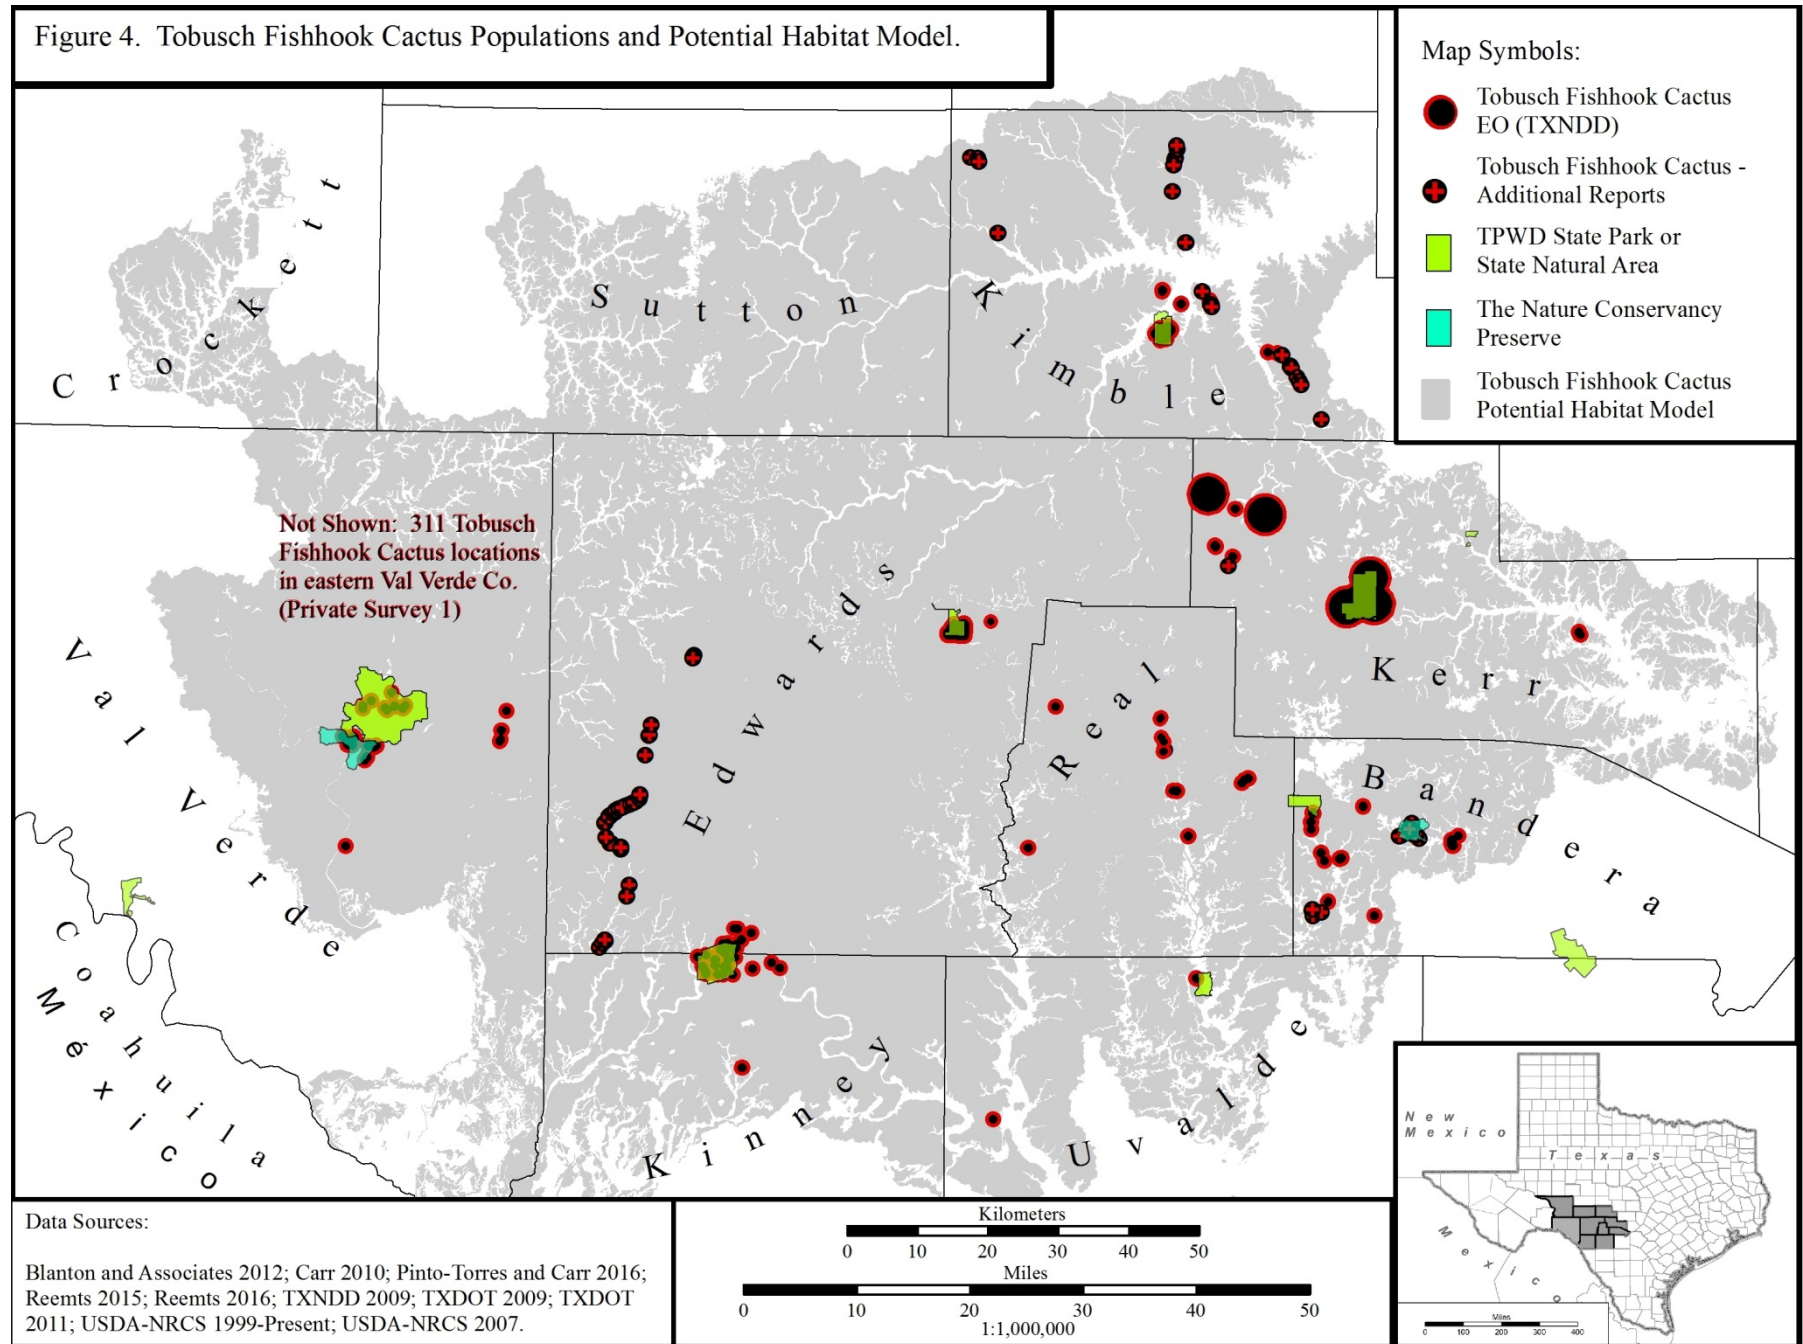 Figure 4. Tobusch Fishhook Cactus Populations and Potential Habitat Model.
Map Symbols:
Tobusch Fishhook Cactus
EO (TXNDD)
Tobusch Fishhook Cactus -
Additional Reports
TPWD State Park or
State Natural Area
The Nature Conservancy
Preserve
Tobusch Fishhook Cactus
Potential Habitat Model
Crockett
Sutton
Kimble
Not Shown: 311 Tobusch
Fishhook Cactus locations
in eastern Val Verde Co.
(Private Survey 1)
Val Verde
Edwards
Real
Kerr
Bandera
Coahuila
México
Kinney
Uvalde
New
Mexico
Texas
Mexico
Miles
0 100 200 300 400
Data Sources:
Blanton and Associates 2012; Carr 2010; Pinto-Torres and Carr 2016;
Reemts 2015; Reemts 2016; TXNDD 2009; TXDOT 2009; TXDOT
2011; USDA-NRCS 1999-Present; USDA-NRCS 2007.
Kilometers
0 10 20 30 40 50
Miles
0 10 20 30 40 50
1:1,000,000